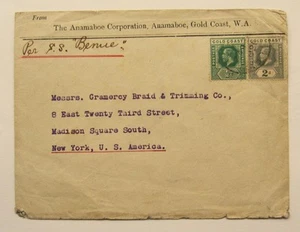 From
The Anamaboe Corporation, Anamaboe, Gold Coast, W.A.
Per S.S. "Benue".
GOLD COAST
GOLD COAST
2d
Messrs. Gramercy Braid & Trimming Co.,
8 East Twenty Taird Street,
Madison Square South,
New York, U. S. America.